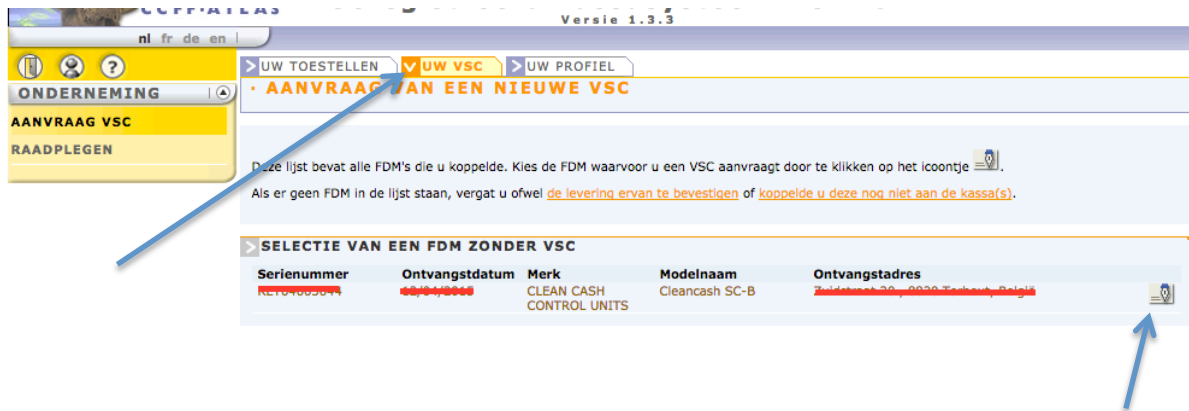 CCFF-ATLAS
Versie 1.3.3
nl fr de en
UW TOESTELLEN UW VSC UW PROFIEL
ONDERNEMING
AANVRAAG VSC
RAADPLEGEN
· AANVRAAG VAN EEN NIEUWE VSC
Deze lijst bevat alle FDM's die u koppelde. Kies de FDM waarvoor u een VSC aanvraagt door te klikken op het icoontje .
Als er geen FDM in de lijst staan, vergat u ofwel de levering ervan te bevestigen of koppelde u deze nog niet aan de kassa(s).
SELECTIE VAN EEN FDM ZONDER VSC
Serienummer Ontvangstdatum Merk Modelnaam Ontvangstadres
CLEAN CASH Cleancash SC-B
CONTROL UNITS